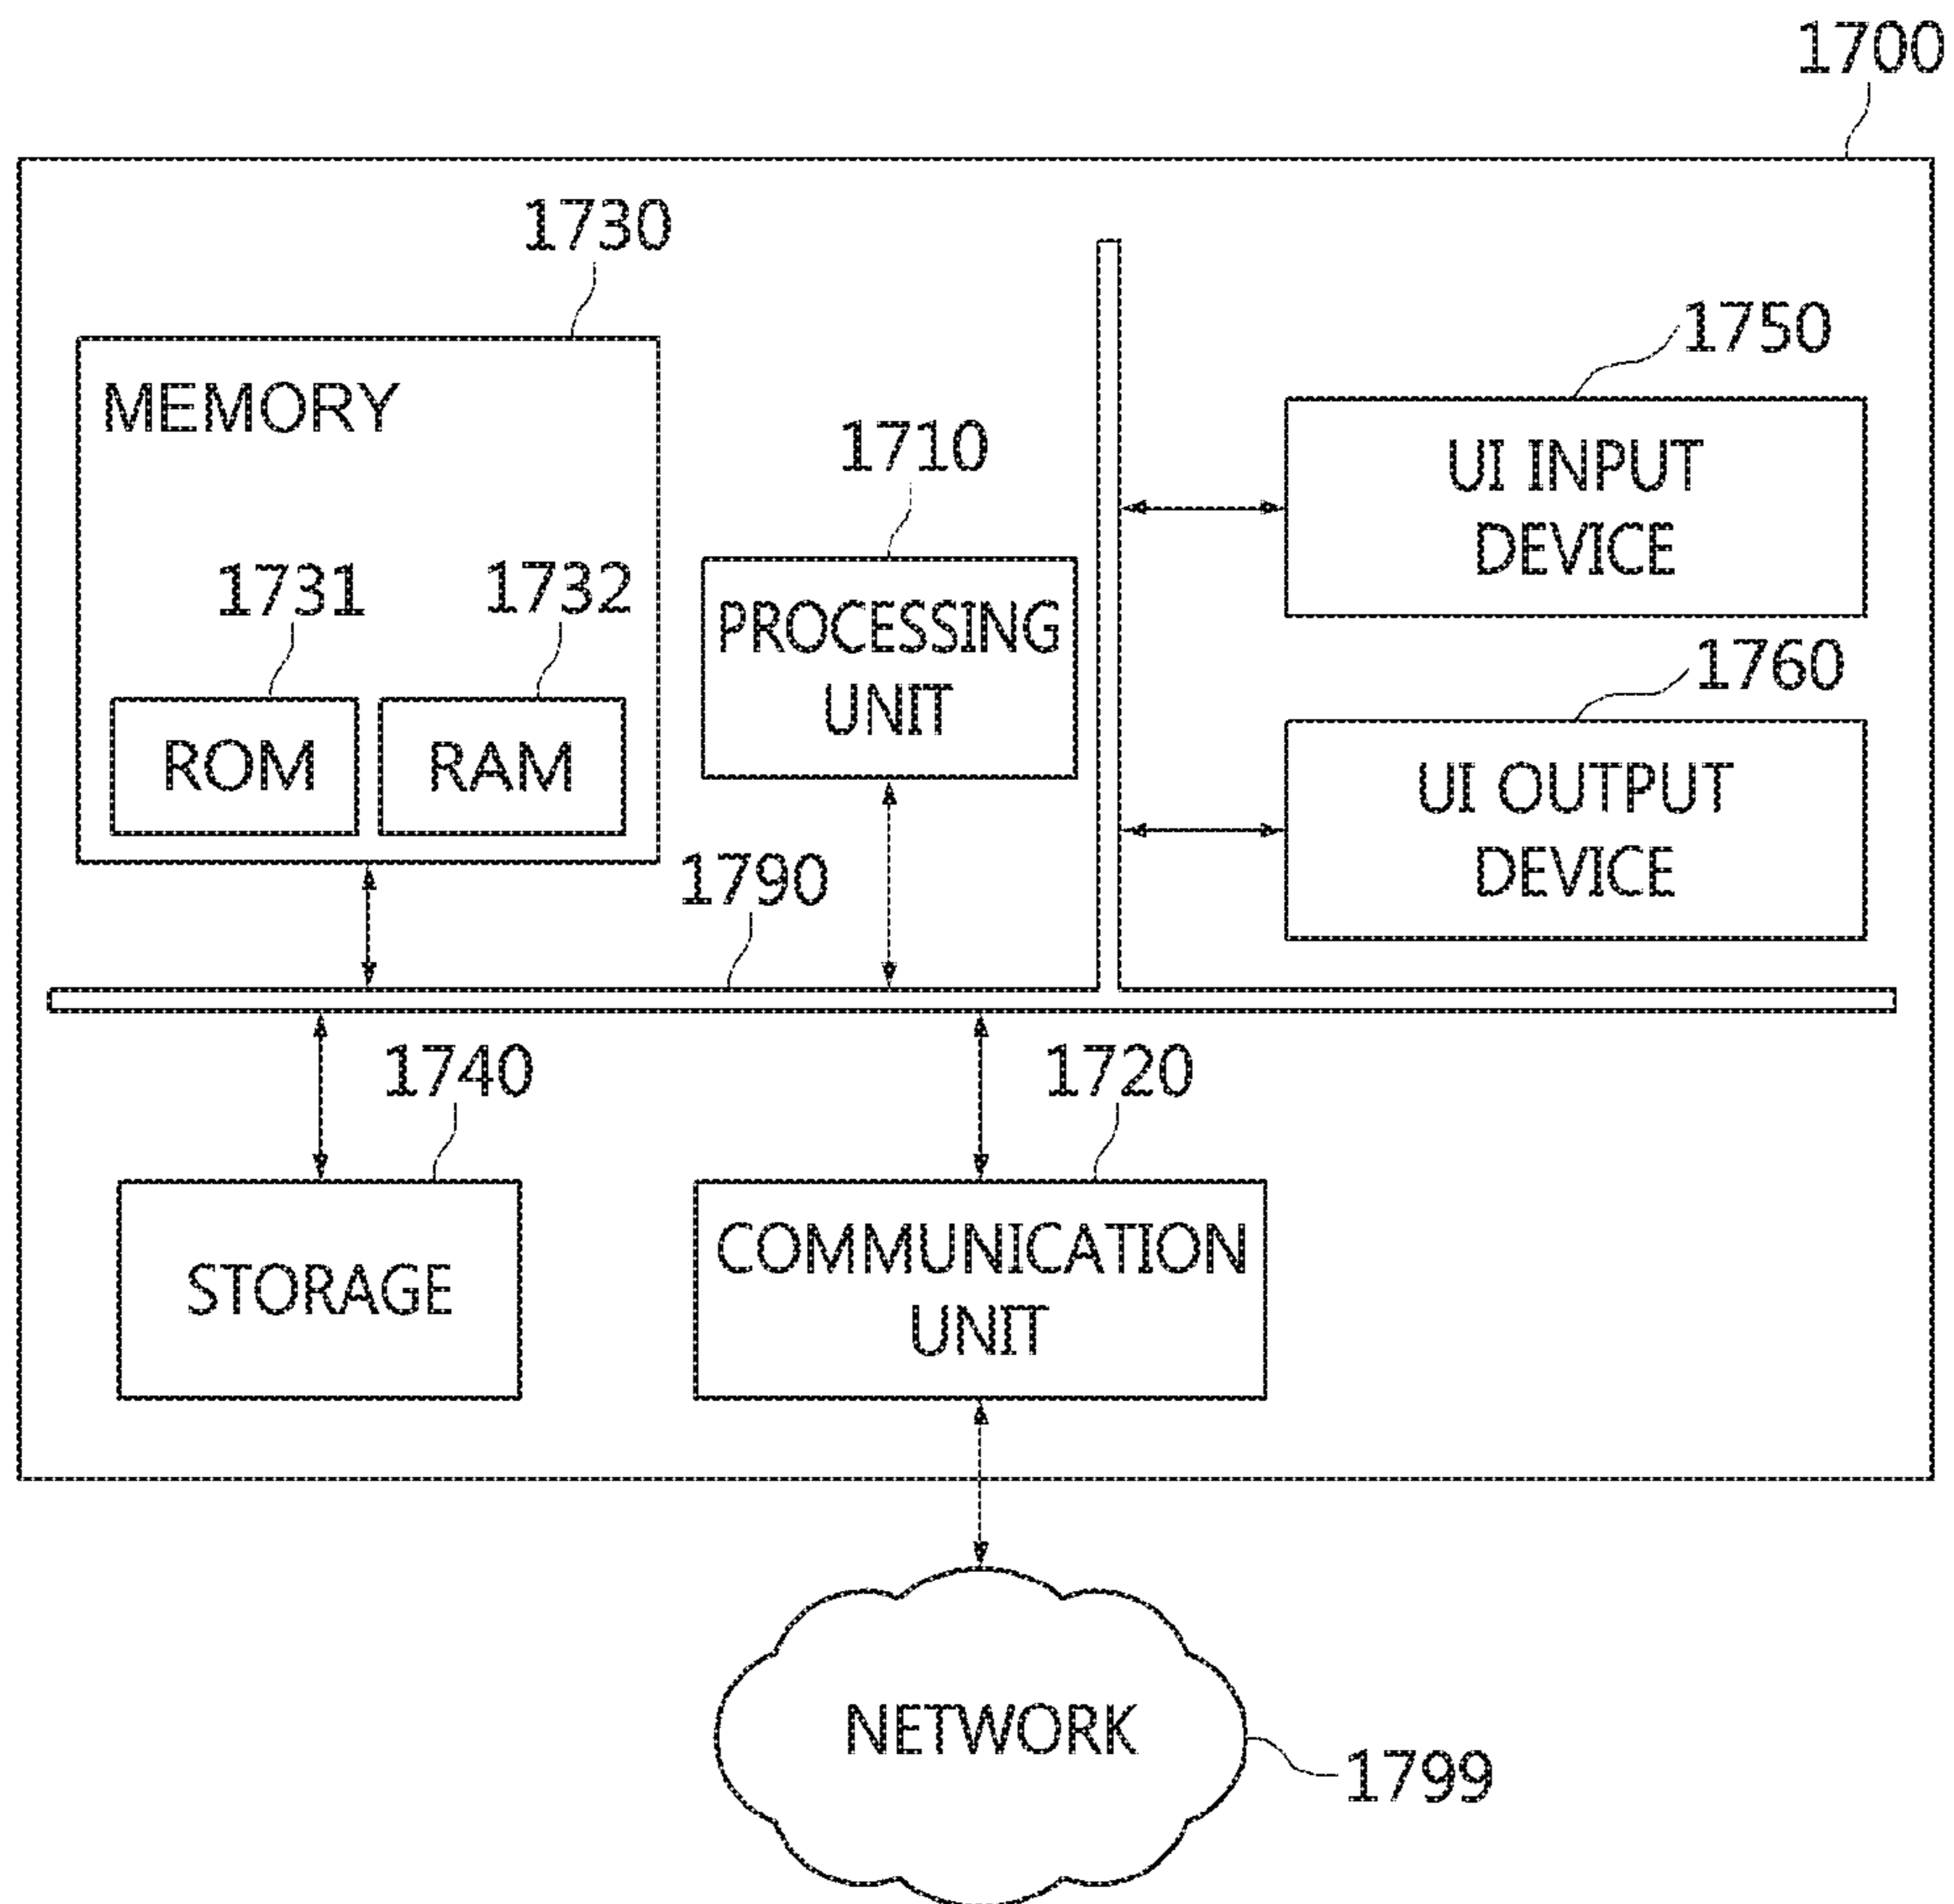 1700
1730
MEMORY
1731
1732
ROM
RAM
1710
PROCESSING
UNIT
1750
UI INPUT
DEVICE
1760
UI OUTPUT
DEVICE
1790
1740
STORAGE
1720
COMMUNICATION
UNIT
NETWORK
1799